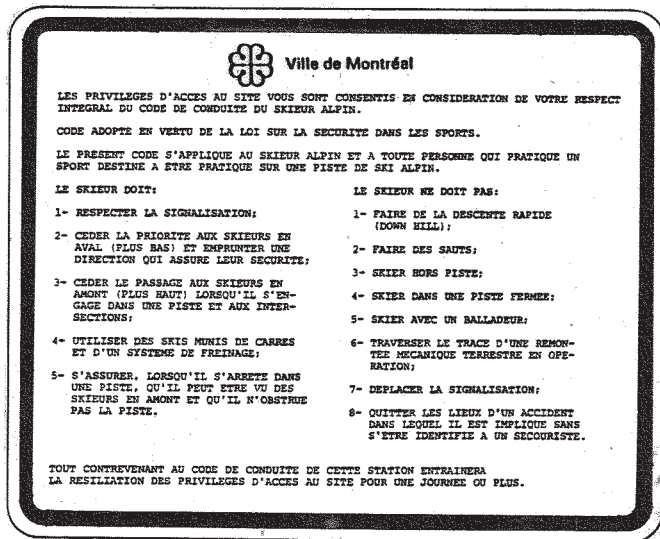 Ville de Montréal
LES PRIVILEGES D'ACCES AU SITE VOUS SONT CONSENTIS EN CONSIDERATION DE VOTRE RESPECT
INTEGRAL DU CODE DE CONDUITE DU SKIEUR ALPIN.
CODE ADOPTE EN VERTU DE LA LOI SUR LA SECURITE DANS LES SPORTS.
LE PRESENT CODE S'APPLIQUE AU SKIEUR ALPIN ET A TOUTE PERSONNE QUI PRATIQUE UN
SPORT DESTINE A ETRE PRATIQUE SUR UNE PISTE DE SKI ALPIN.
LE SKIEUR DOIT:
1- RESPECTER LA SIGNALISATION;
2- CEDER LA PRIORITE AUX SKIEURS EN
AVAL (PLUS BAS) ET EMPRUNTER UNE
DIRECTION QUI ASSURE LEUR SECURITE;
3- CEDER LE PASSAGE AUX SKIEURS EN
AMONT (PLUS HAUT) LORSQU'IL S'EN-
GAGE DANS UNE PISTE ET AUX INTER-
SECTIONS;
4- UTILISER DES SKIS MUNIS DE CARRES
ET D'UN SYSTEME DE FREINAGE;
5- S'ASSURER, LORSQU'IL S'ARRETE DANS
UNE PISTE, QU'IL PEUT ETRE VU DES
SKIEURS EN AMONT ET QU'IL N'OBSTRUE
PAS LA PISTE.
LE SKIEUR NE DOIT PAS:
1- FAIRE DE LA DESCENTE RAPIDE
(DOWN HILL);
2- FAIRE DES SAUTS;
3- SKIER HORS PISTE;
4- SKIER DANS UNE PISTE FERMEE;
5- SKIER AVEC UN BALLADEUR;
6- TRAVERSER LE TRACE D'UNE REMON-
TEE MECANIQUE TERRESTRE EN OPE-
RATION;
7- DEPLACER LA SIGNALISATION;
8- QUITTER LES LIEUX D'UN ACCIDENT
DANS LEQUEL IL EST IMPLIQUE SANS
S'ETRE IDENTIFIE A UN SECOURISTE.
TOUT CONTREVENANT AU CODE DE CONDUITE DE CETTE STATION ENTRAINERA
LA RESILIATION DES PRIVILEGES D'ACCES AU SITE POUR UNE JOURNEE OU PLUS.